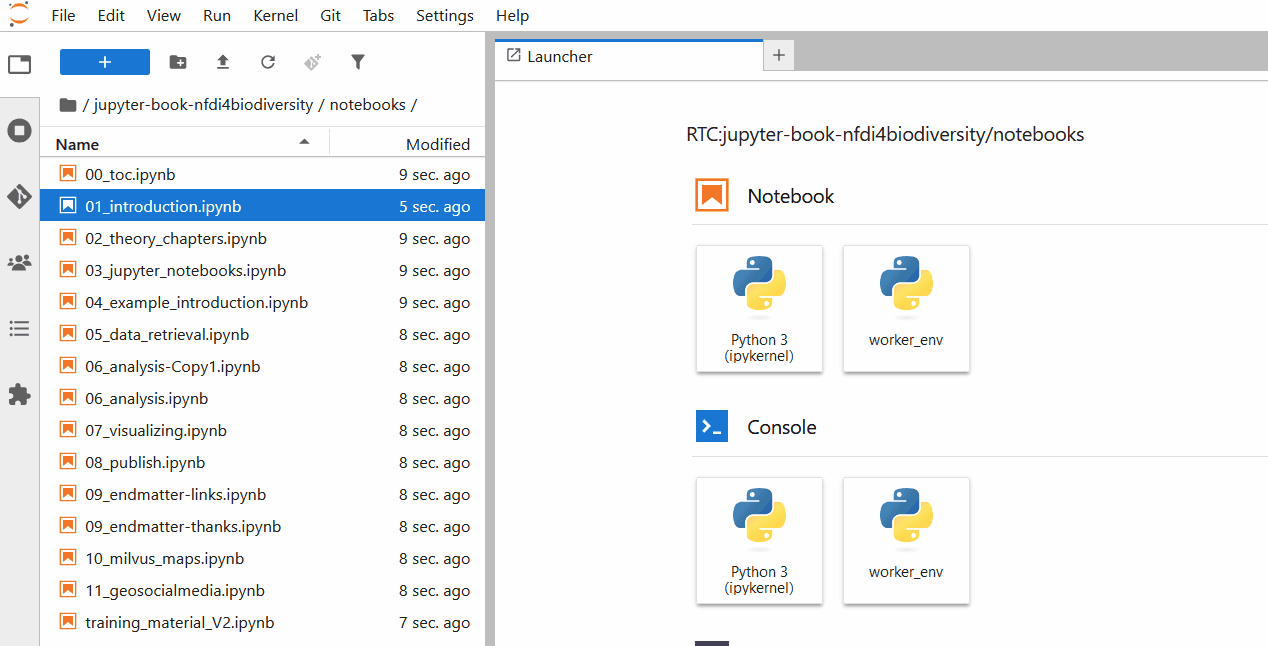 File Edit View Run Kernel Git Tabs Settings Help
Launcher
/ jupyter-book-nfdi4biodiversity / notebooks /
Name Modified
00_toc.ipynb 9 sec. ago
01_introduction.ipynb 5 sec. ago
02_theory_chapters.ipynb 9 sec. ago
03_jupyter_notebooks.ipynb 9 sec. ago
04_example_introduction.ipynb 9 sec. ago
05_data_retrieval.ipynb 8 sec. ago
06_analysis-Copy1.ipynb 8 sec. ago
06_analysis.ipynb 8 sec. ago
07_visualizing.ipynb 8 sec. ago
08_publish.ipynb 8 sec. ago
09_endmatter-links.ipynb 8 sec. ago
09_endmatter-thanks.ipynb 8 sec. ago
10_milvus_maps.ipynb 8 sec. ago
11_geosocialmedia.ipynb 8 sec. ago
training_material_V2.ipynb 7 sec. ago
RTC:jupyter-book-nfdi4biodiversity/notebooks
Notebook
Python 3
(ipykernel)
worker_env
Console
Python 3
(ipykernel)
worker_env